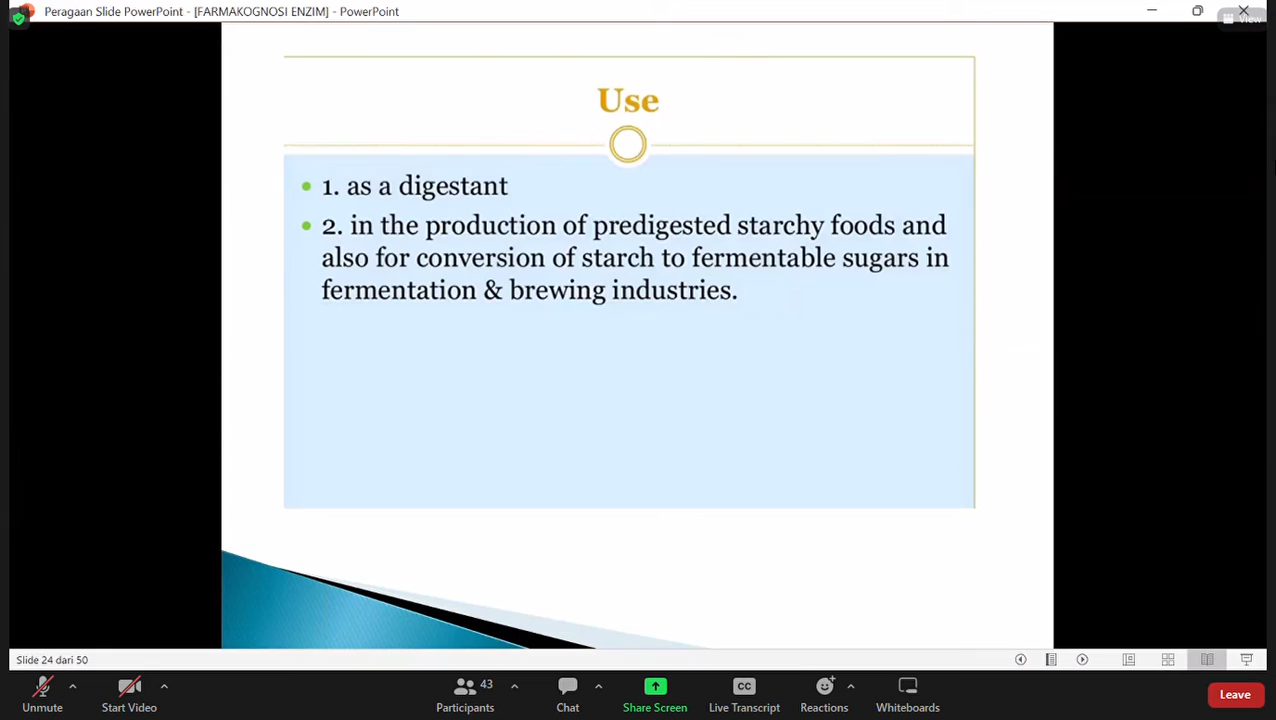 Peragaan Slide PowerPoint - [FARMAKOGNOSI ENZIM] - PowerPoint
View
Use
• 1. as a digestant
• 2. in the production of predigested starchy foods and
also for conversion of starch to fermentable sugars in
fermentation & brewing industries.
Slide 24 dari 50
43
CC
Unmute
Start Video
Participants
Chat
Share Screen
Live Transcript
Reactions
Whiteboards
Leave